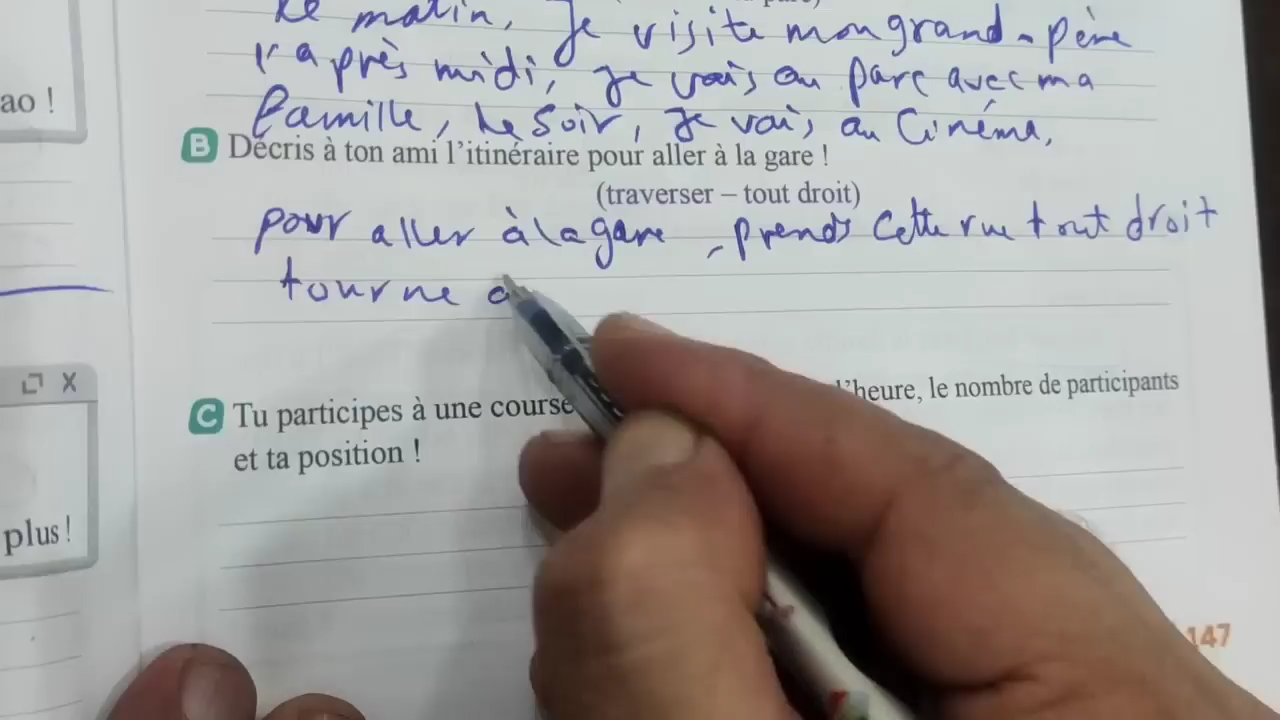 Le matin, Je visite mon grand-père
l'après midi, Je vais au parc avec ma
ao !
famille, Le Soir, Je vais au Cinéma,
B Décris à ton ami l'itinéraire pour aller à la gare !
(traverser – tout droit)
pour aller à la gare, prends cette rue tout droit
tourne a
C Tu participes à une course l'heure, le nombre de participants
et ta position !
plus !
147